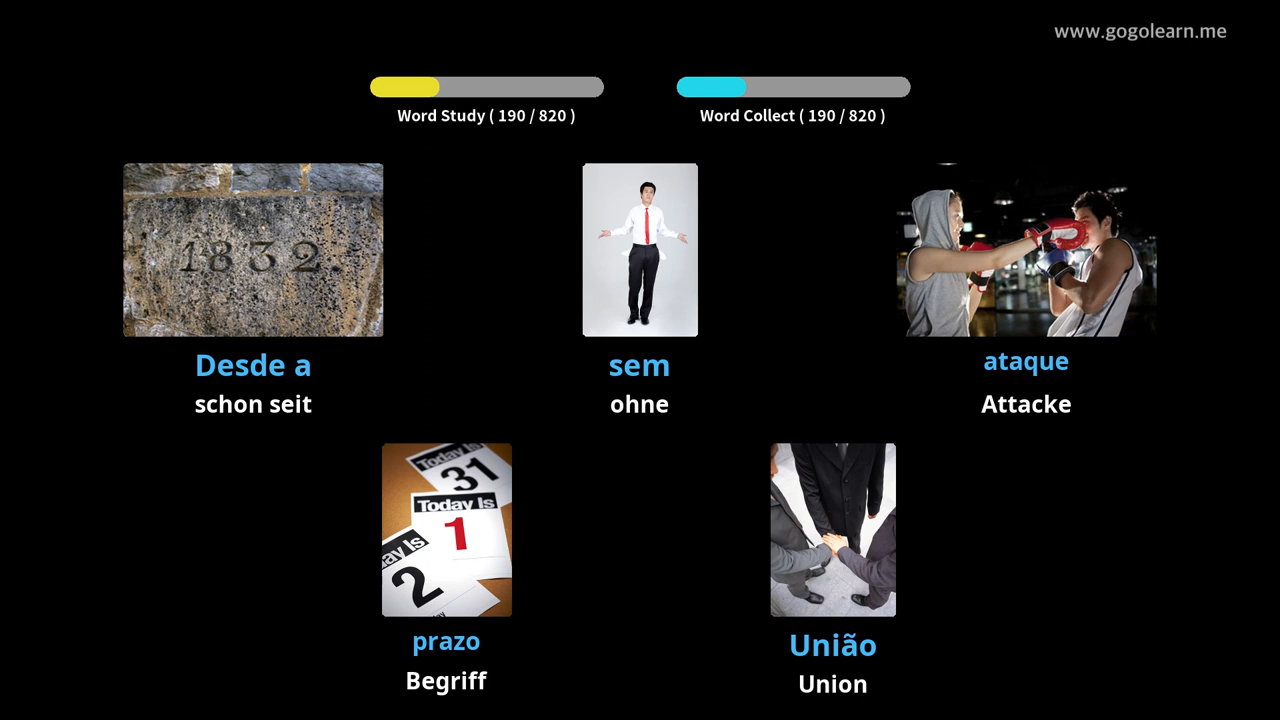 www.gogolearn.me
Word Study ( 190 / 820 )
Word Collect ( 190 / 820 )
1832
Desde a
schon seit
sem
ohne
ataque
Attacke
Today Is
31
Today Is
1
ay Is
2
prazo
Begriff
União
Union